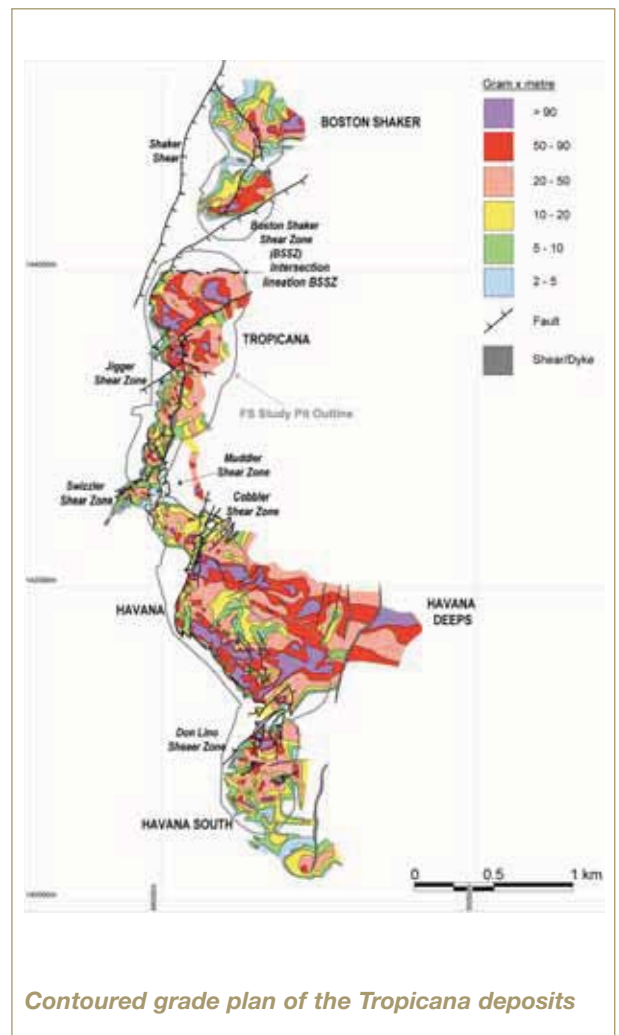 Gram x metre
> 90
50 - 90
20 - 50
10 - 20
5 - 10
2 - 5
Fault
Shear/Dyke
BOSTON SHAKER
Shaker
Shear
Boston Shaker
Shear Zone
(BSSZ)
Intersection
lineation BSSZ
TROPICANA
Jigger
Shear Zone
FS Study Pit Outline
Muddler
Shear Zone
Swizzler
Shear Zone
Cobbler
Shear Zone
HAVANA
HAVANA
DEEPS
Don Lino
Shear Zone
HAVANA SOUTH
0 0.5 1 km
Contoured grade plan of the Tropicana deposits